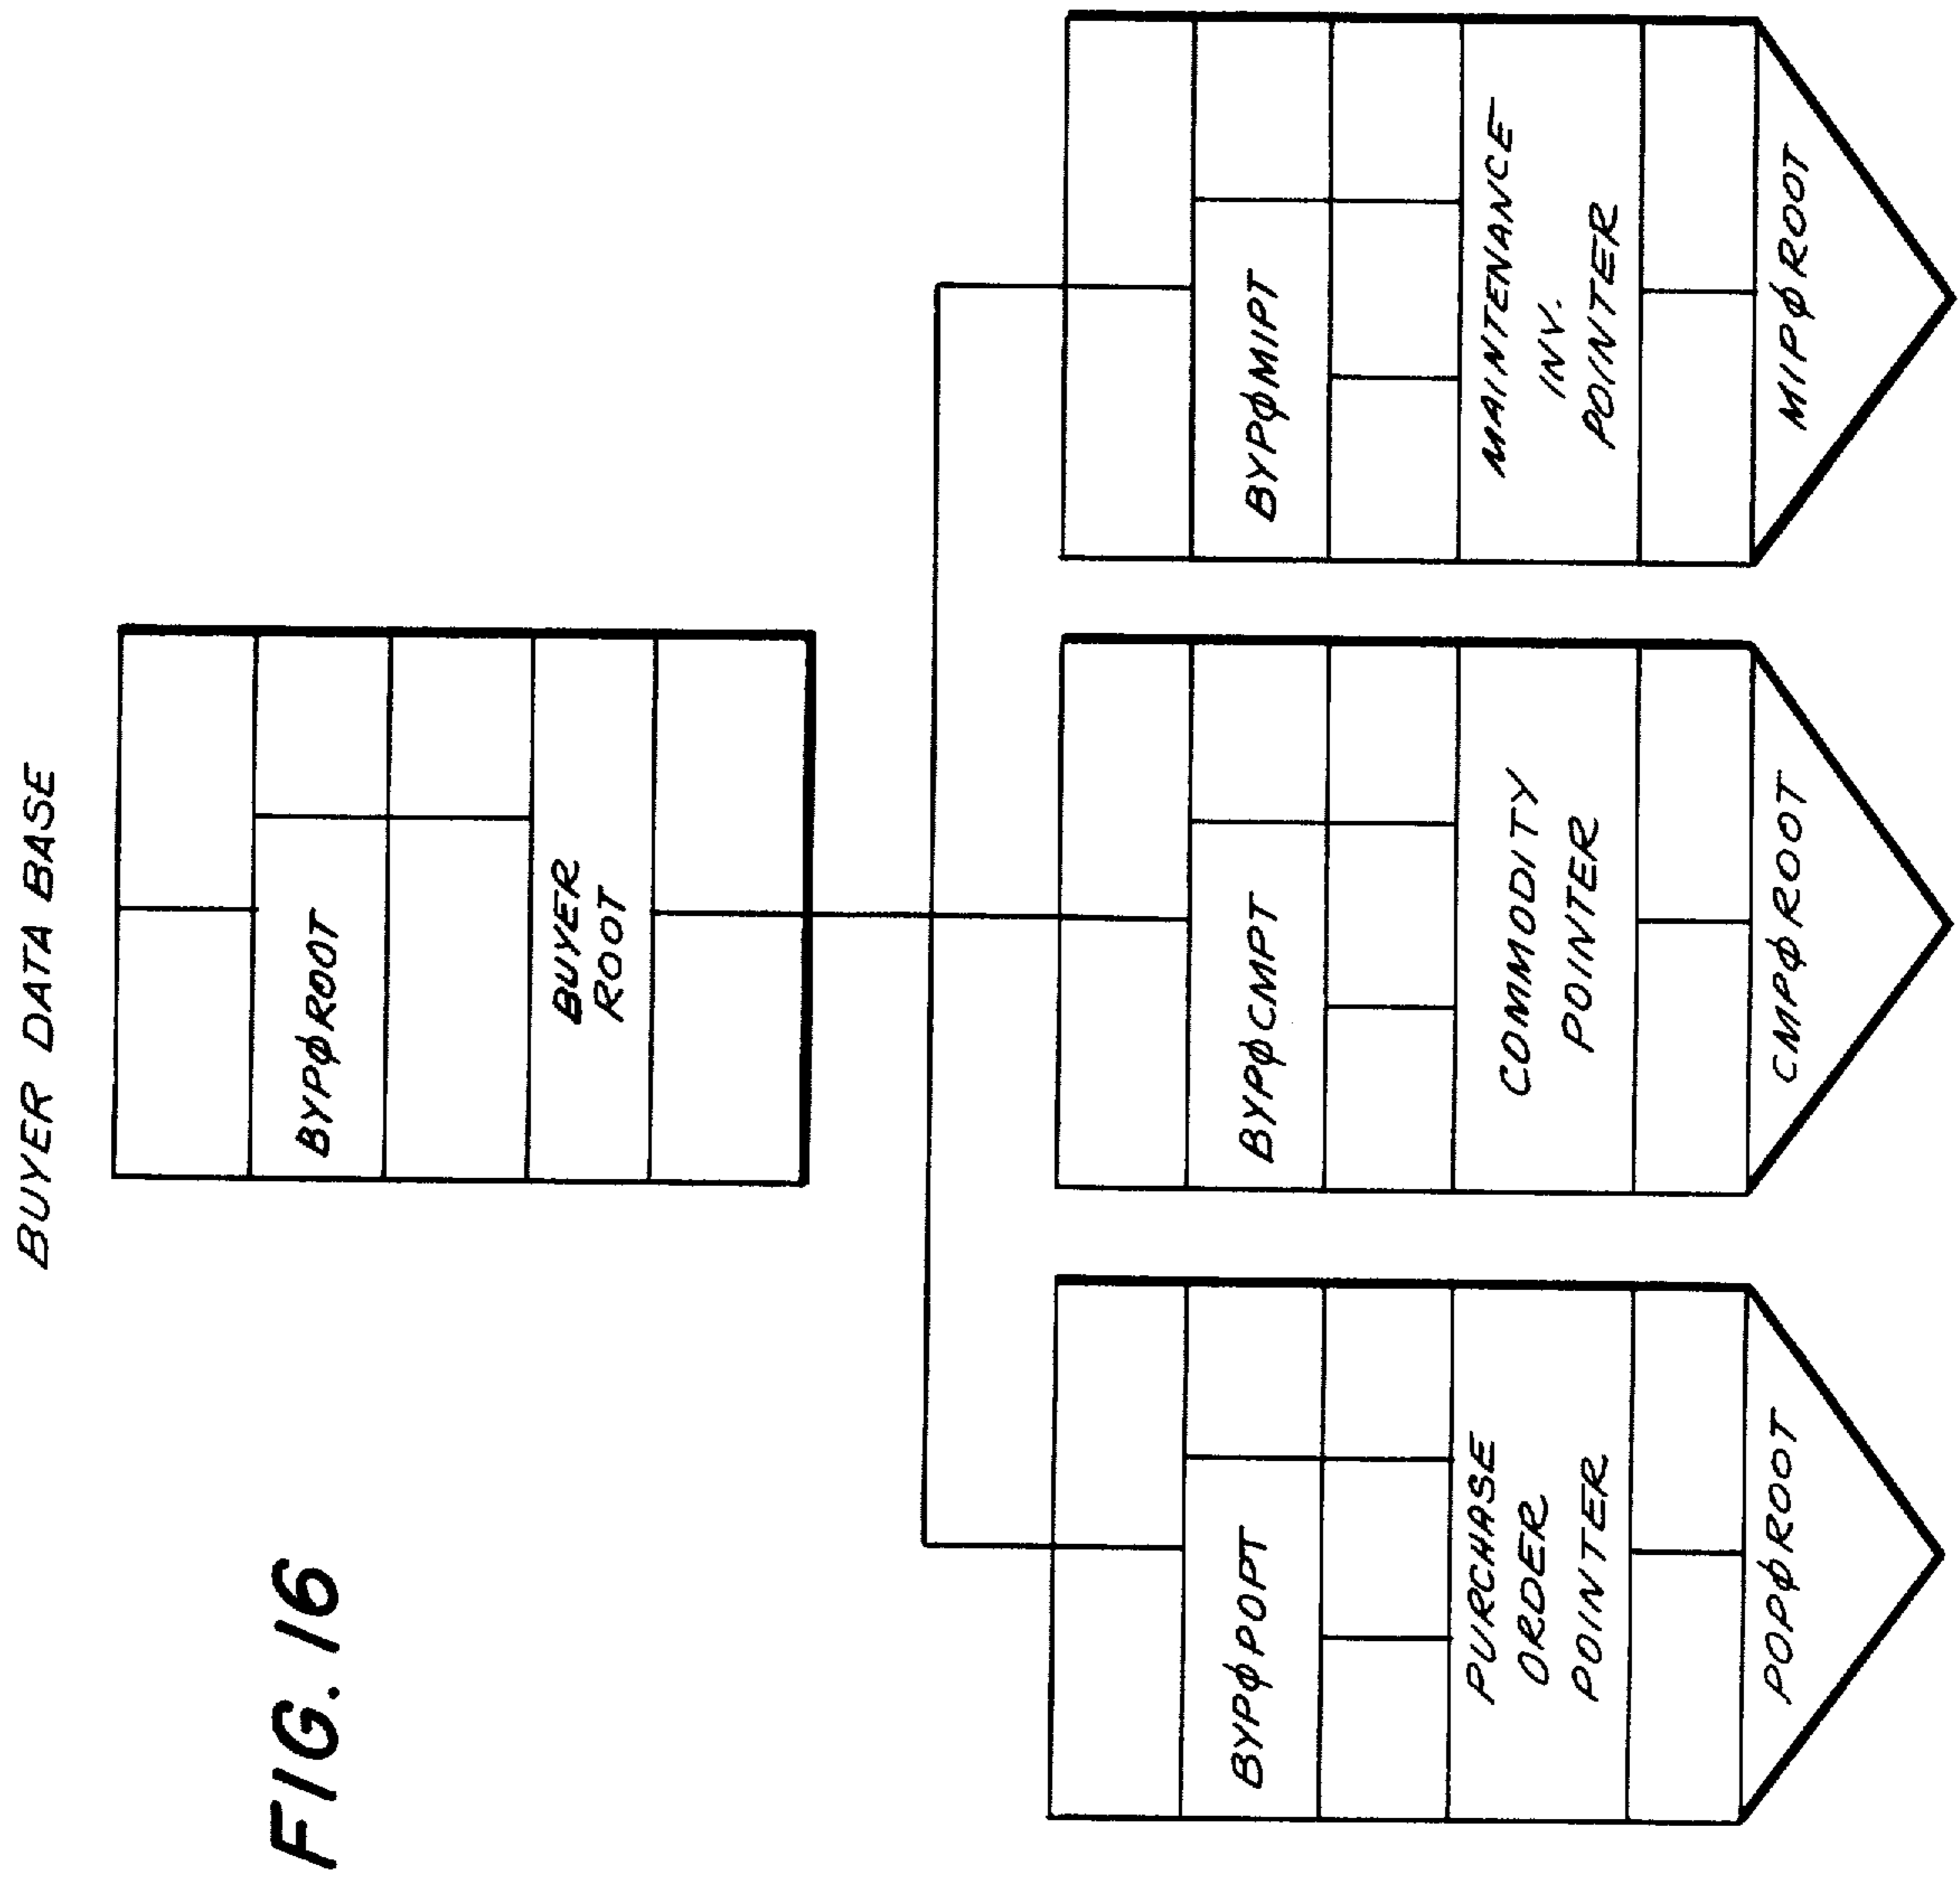 BUYER DATA BASE
FIG. 16
BYPφROOT
BUYER
ROOT
BYPφPOPT
PURCHASE
ORDER
POINTER
POPφROOT
BYPφCMPT
COMMODITY
POINTER
CMPφROOT
BYPφMIPT
MAINTENANCE
INV.
POINTER
MIPφROOT